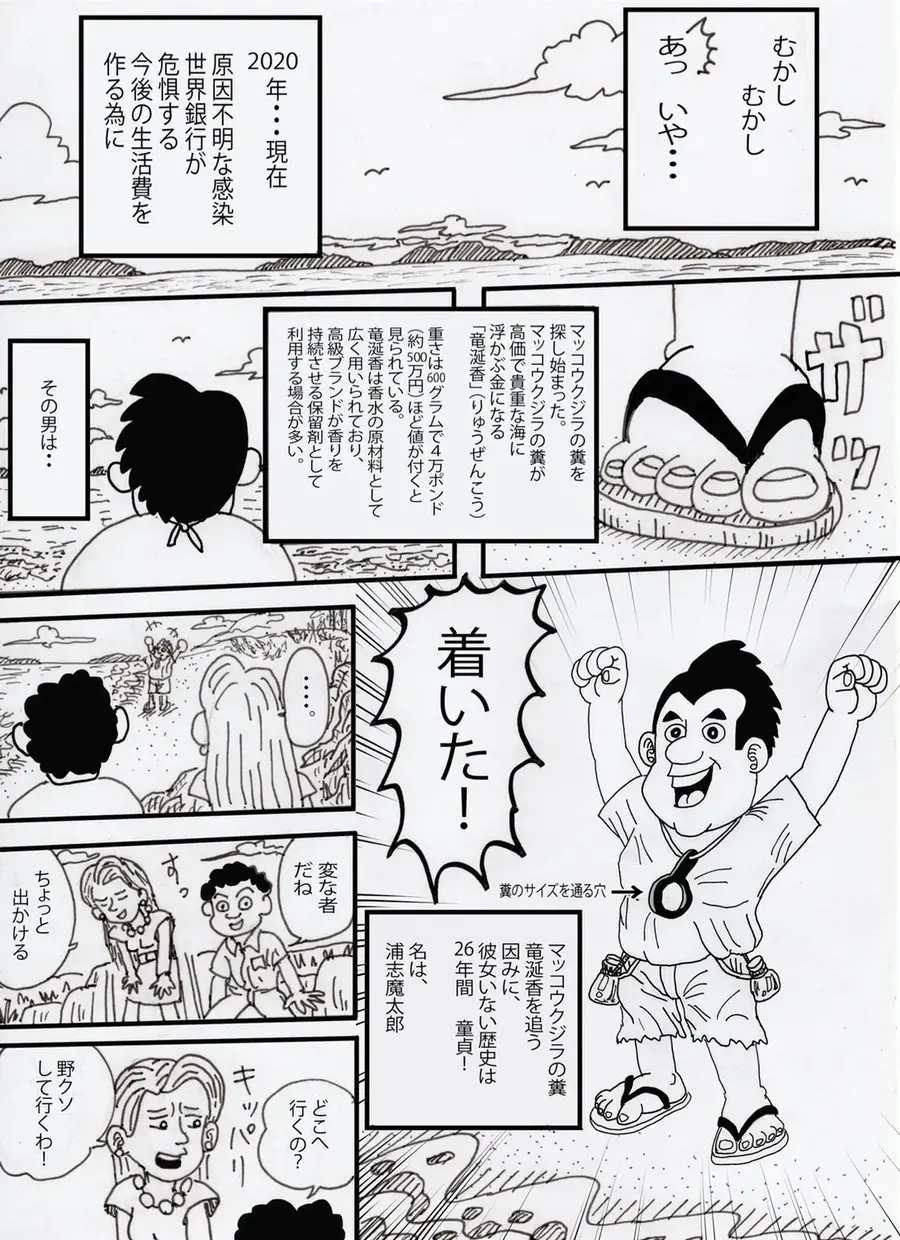 むかし
むかし
あっ いや・・・
2020年・・・現在
原因不明な感染
世界銀行が
危惧する
今後の生活費を
作る為に
ザッ
ザッ
マッコウクジラの糞を
探し始まった。
マッコウクジラの糞が
高価で貴重な海に
浮かぶ金になる
「竜涎香」(りゅうぜんこう)
重さは600グラムで4万ポンド
(約500万円)ほど値が付くと
見られている。
竜涎香は香水の原材料として
広く用いられており、
高級ブランドが香りを
持続させる保留剤として
利用する場合が多い。
その男は・・
着いた!
糞のサイズを通る穴→
マッコウクジラの糞
竜涎香を追う
因みに、
彼女いない歴史は
26年間 童貞!
名は、
浦志魔太郎
・・・・。
変な者
だね
すっ
ちょっと
出かける
どこへ
行くの?
キッパリ
野クソ
して行くわ!